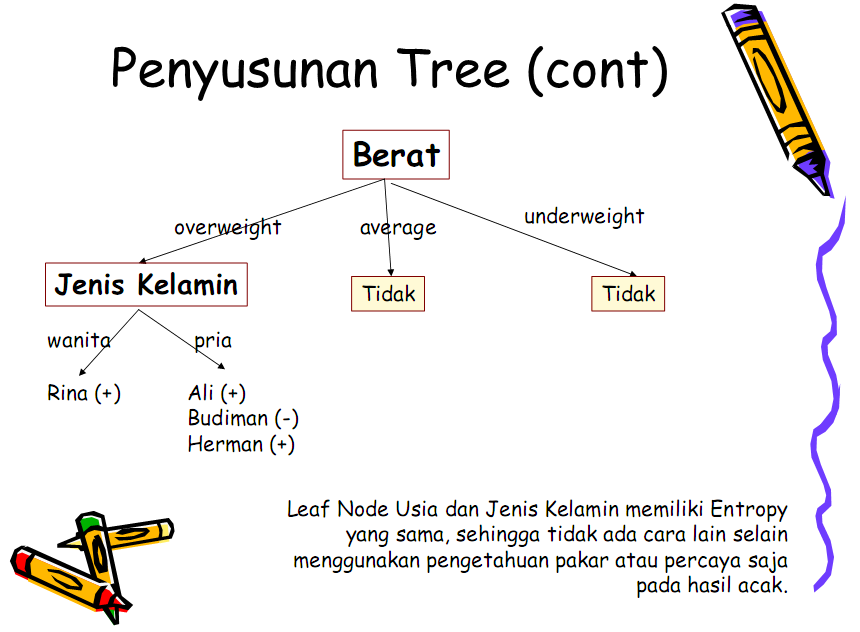 Penyusunan Tree (cont)
Berat
overweight
average
underweight
Jenis Kelamin
Tidak
Tidak
wanita
pria
Rina (+)
Ali (+)
Budiman (-)
Herman (+)
Leaf Node Usia dan Jenis Kelamin memiliki Entropy
yang sama, sehingga tidak ada cara lain selain
menggunakan pengetahuan pakar atau percaya saja
pada hasil acak.